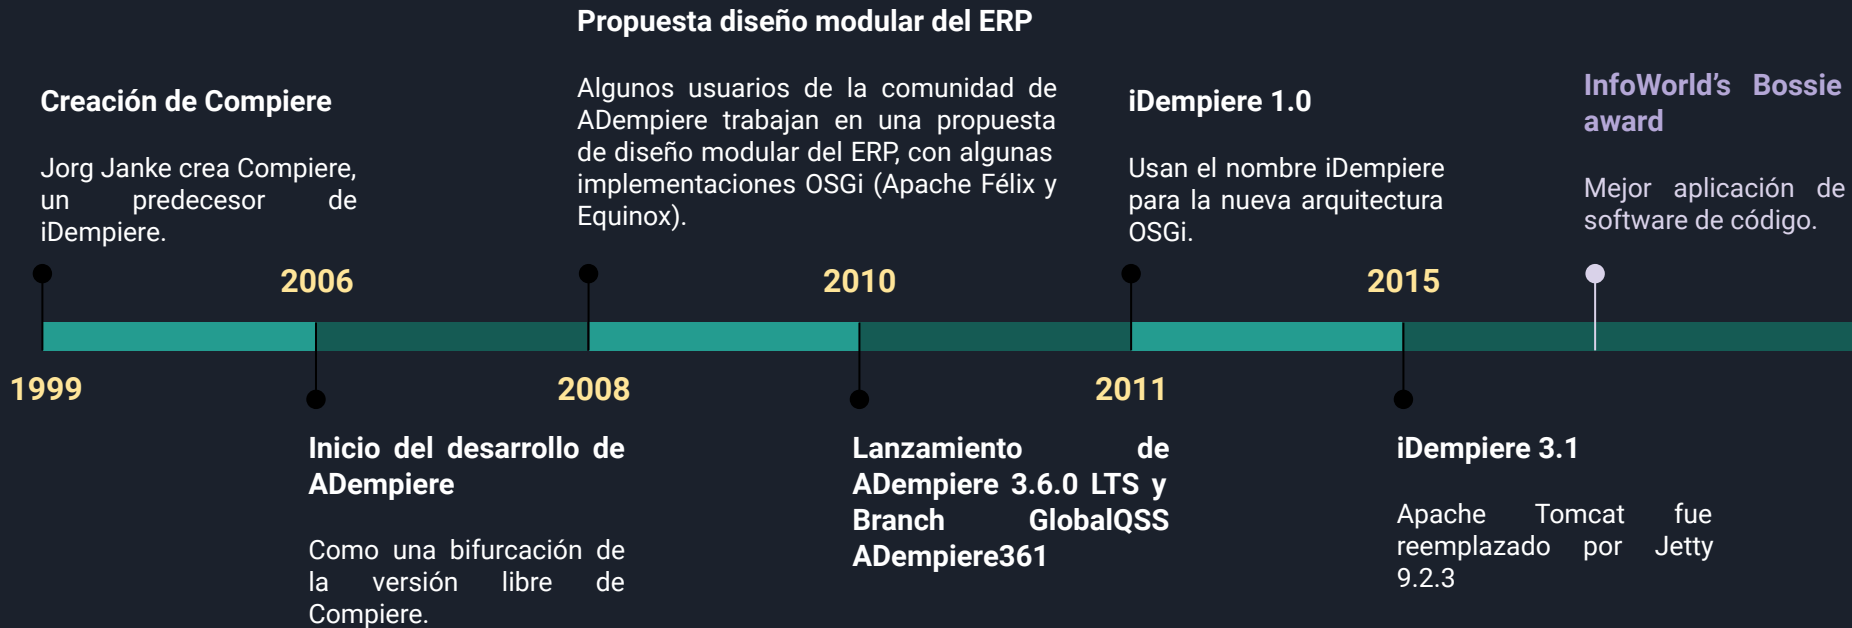 Creación de Compiere
Jorg Janke crea Compiere,
un predecesor de
iDempiere.
1999
2006
Inicio del desarrollo de
ADempiere
Como una bifurcación de
la versión libre de
Compiere.
Propuesta diseño modular del ERP
Algunos usuarios de la comunidad de
ADempiere trabajan en una propuesta
de diseño modular del ERP, con algunas
implementaciones OSGi (Apache Félix y
Equinox).
2008
2010
Lanzamiento de
ADempiere 3.6.0 LTS y
Branch GlobalQSS
ADempiere361
iDempiere 1.0
Usan el nombre iDempiere
para la nueva arquitectura
OSGi.
2011
2015
iDempiere 3.1
Apache Tomcat fue
reemplazado por Jetty
9.2.3
InfoWorld's Bossie
award
Mejor aplicación de
software de código.